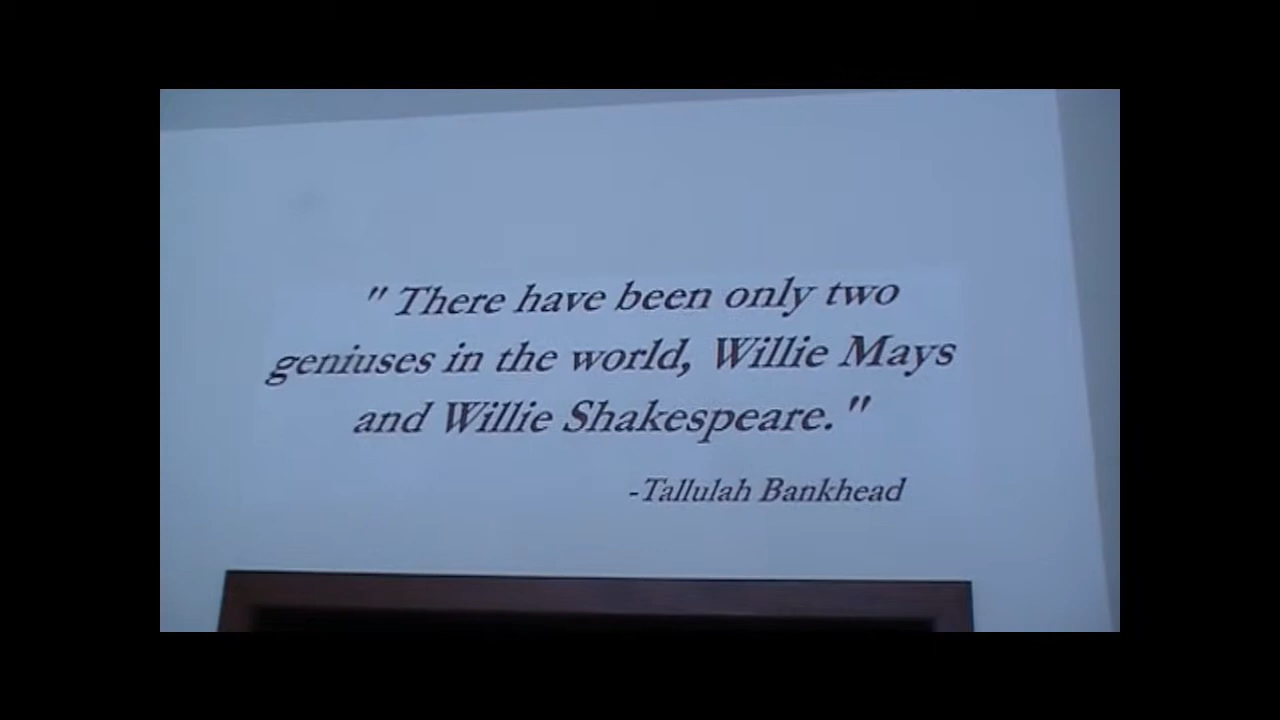 " There have been only two
geniuses in the world, Willie Mays
and Willie Shakespeare."
-Tallulah Bankhead